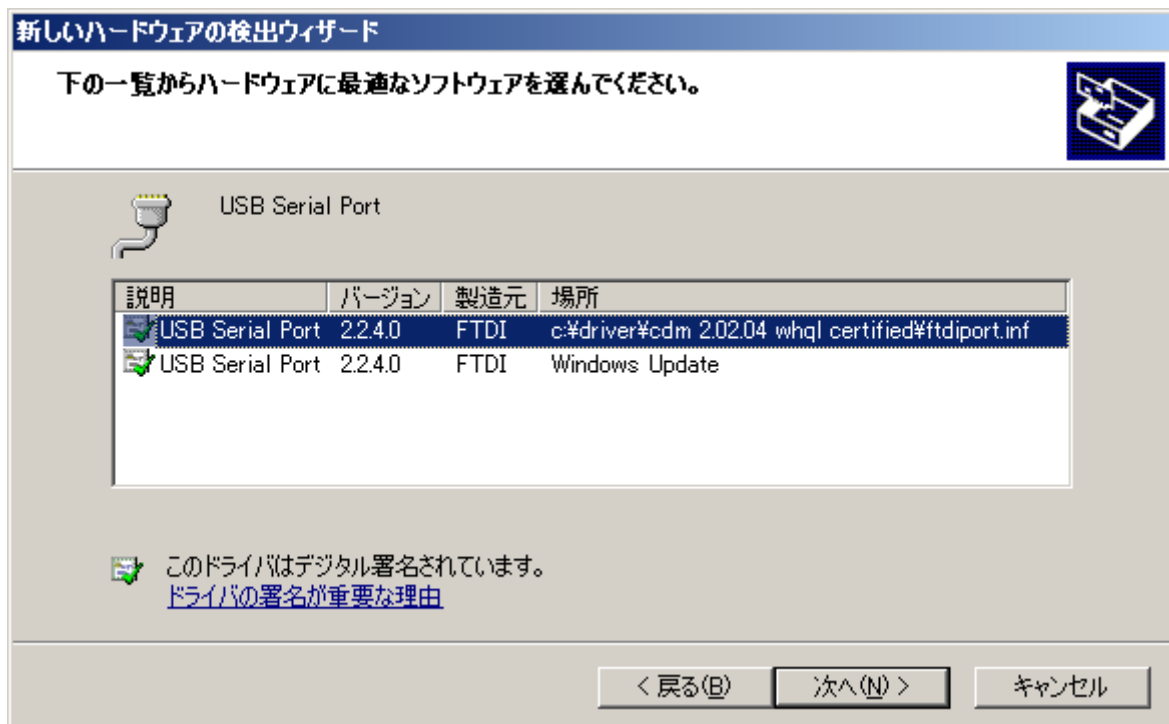 新しいハードウェアの検出ウィザード
下の一覧からハードウェアに最適なソフトウェアを選んでください。
USB Serial Port
説明 バージョン 製造元 場所
USB Serial Port 2.2.4.0 FTDI c:¥driver¥cdm 2.02.04 whql certified¥ftdiport.inf
USB Serial Port 2.2.4.0 FTDI Windows Update
このドライバはデジタル署名されています。
ドライバの署名が重要な理由
< 戻る(B) 次へ(N) > キャンセル